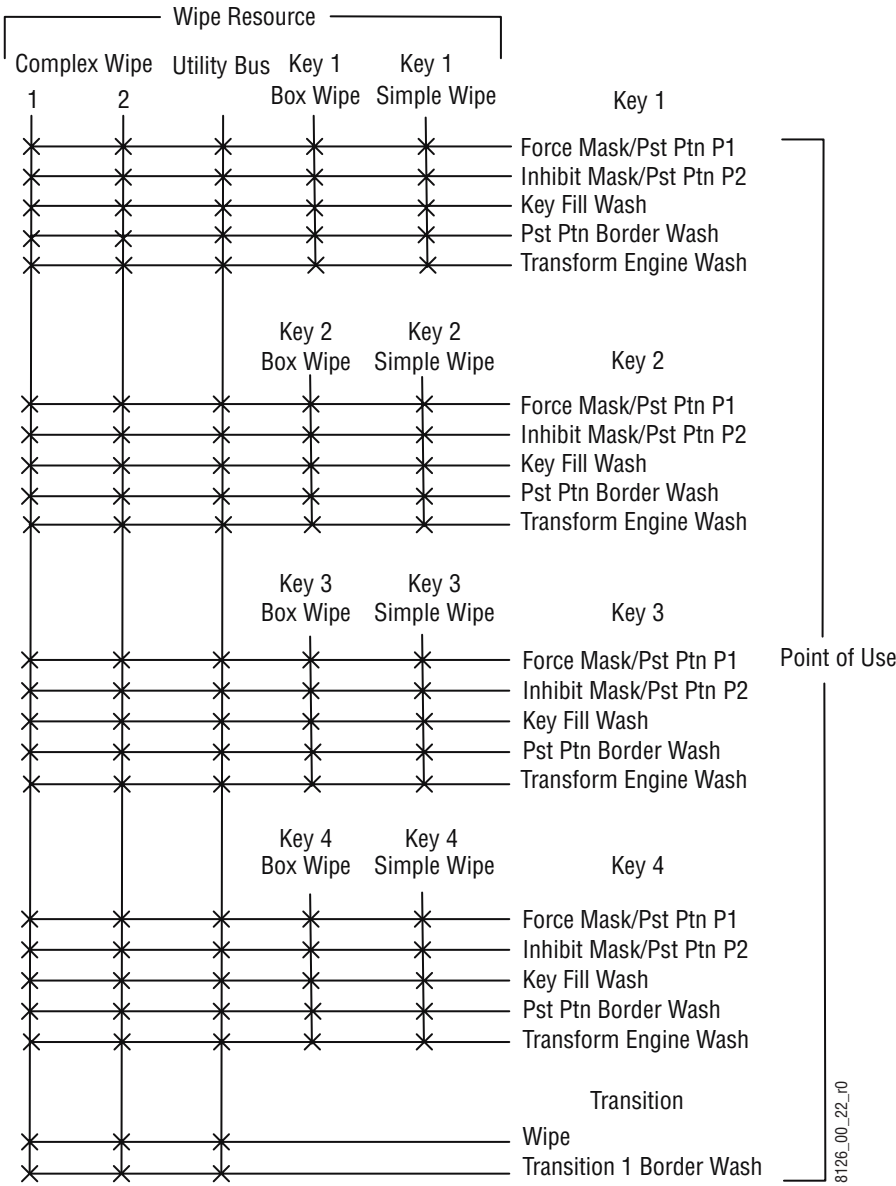 Wipe Resource
Complex Wipe Utility Bus Key 1 Key 1
1 2 Box Wipe Simple Wipe Key 1
Force Mask/Pst Ptn P1
Inhibit Mask/Pst Ptn P2
Key Fill Wash
Pst Ptn Border Wash
Transform Engine Wash
Key 2 Key 2
Box Wipe Simple Wipe Key 2
Force Mask/Pst Ptn P1
Inhibit Mask/Pst Ptn P2
Key Fill Wash
Pst Ptn Border Wash
Transform Engine Wash
Key 3 Key 3
Box Wipe Simple Wipe Key 3
Force Mask/Pst Ptn P1 Point of Use
Inhibit Mask/Pst Ptn P2
Key Fill Wash
Pst Ptn Border Wash
Transform Engine Wash
Key 4 Key 4
Box Wipe Simple Wipe Key 4
Force Mask/Pst Ptn P1
Inhibit Mask/Pst Ptn P2
Key Fill Wash
Pst Ptn Border Wash
Transform Engine Wash
Transition
Wipe
Transition 1 Border Wash
8126_00_22_r0